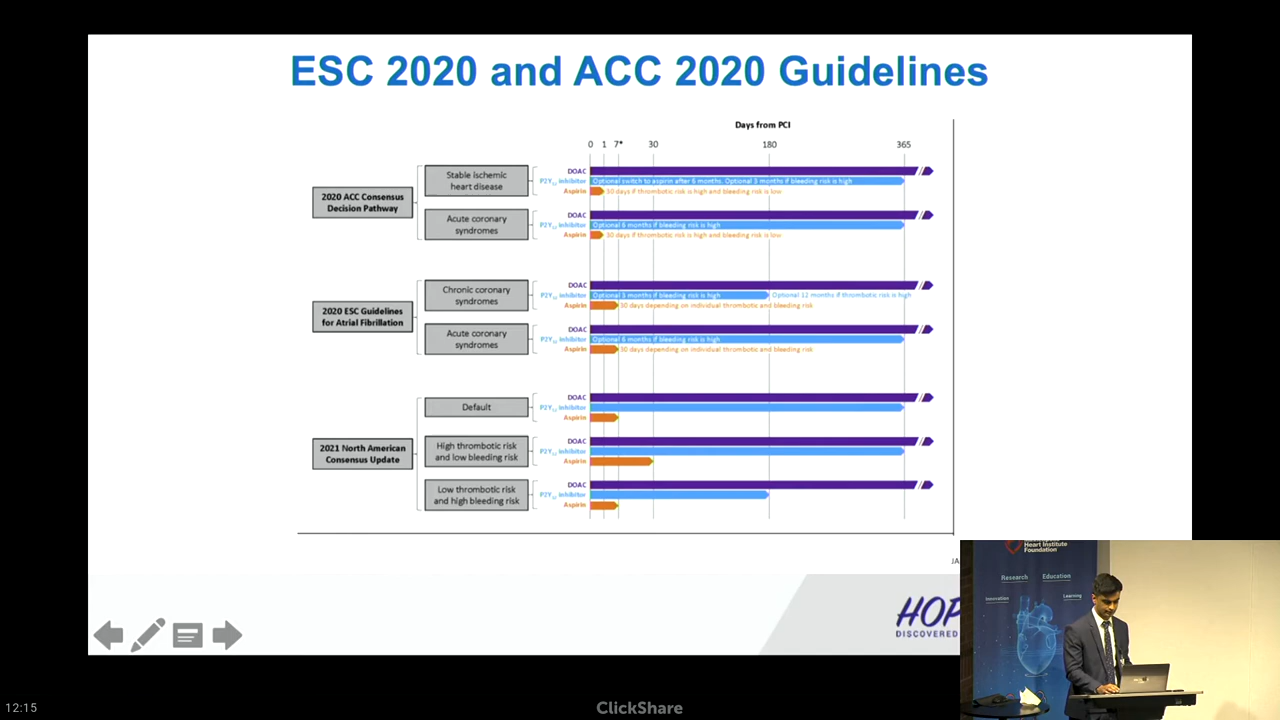 ESC 2020 and ACC 2020 Guidelines
Days from PCI
0 1 7* 30 180 365
2020 ACC Consensus
Decision Pathway
Stable ischemic
heart disease
DOAC
P2Y12 inhibitor Optional switch to aspirin after 6 months. Optional 3 months if bleeding risk is high
Aspirin 30 days if thrombotic risk is high and bleeding risk is low
Acute coronary
syndromes
DOAC
P2Y12 inhibitor Optional 6 months if bleeding risk is high
Aspirin 30 days if thrombotic risk is high and bleeding risk is low
2020 ESC Guidelines
for Atrial Fibrillation
Chronic coronary
syndromes
DOAC
P2Y12 inhibitor Optional 3 months if bleeding risk is high Optional 12 months if thrombotic risk is high
Aspirin 30 days depending on individual thrombotic and bleeding risk
Acute coronary
syndromes
DOAC
P2Y12 inhibitor Optional 6 months if bleeding risk is high
Aspirin 30 days depending on individual thrombotic and bleeding risk
2021 North American
Consensus Update
Default
DOAC
P2Y12 inhibitor
Aspirin
High thrombotic risk
and low bleeding risk
DOAC
P2Y12 inhibitor
Aspirin
Low thrombotic risk
and high bleeding risk
DOAC
P2Y12 inhibitor
Aspirin
JA
HOP
DISCOVERED
Heart Institute
Foundation
Research Education
Innovation Learning
12:15
ClickShare